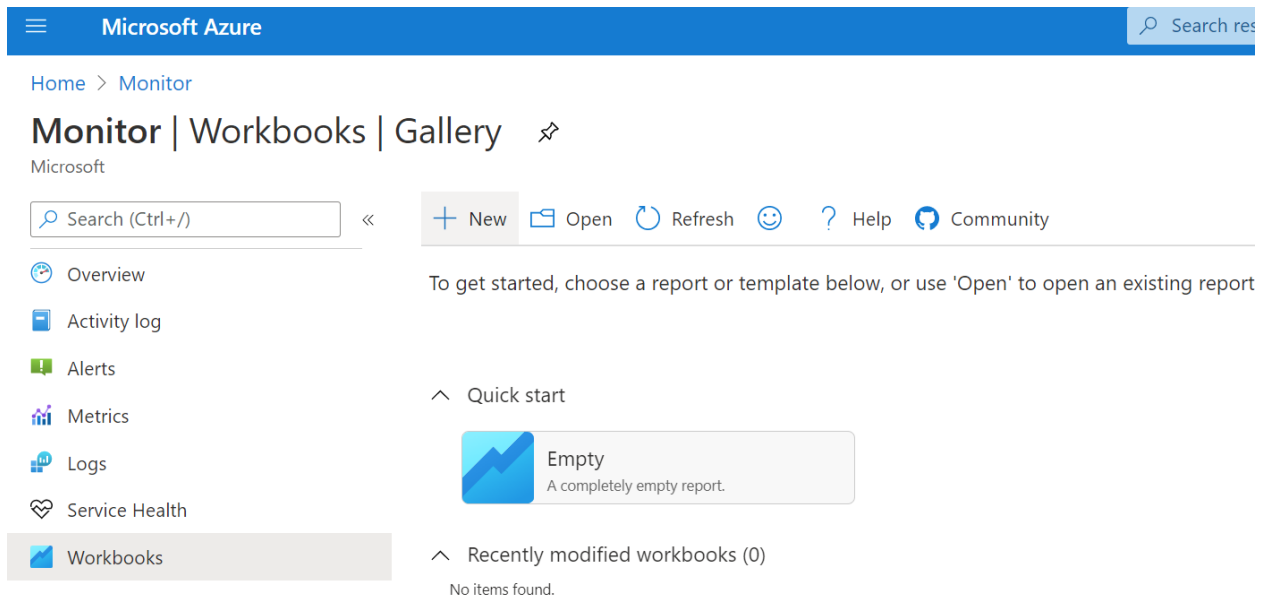 Microsoft Azure
Search res
Home > Monitor
Monitor | Workbooks | Gallery
Microsoft
Search (Ctrl+/)
«
New
Open
Refresh
Help
Community
Overview
Activity log
Alerts
Metrics
Logs
Service Health
Workbooks
To get started, choose a report or template below, or use 'Open' to open an existing report
Quick start
Empty
A completely empty report.
Recently modified workbooks (0)
No items found.